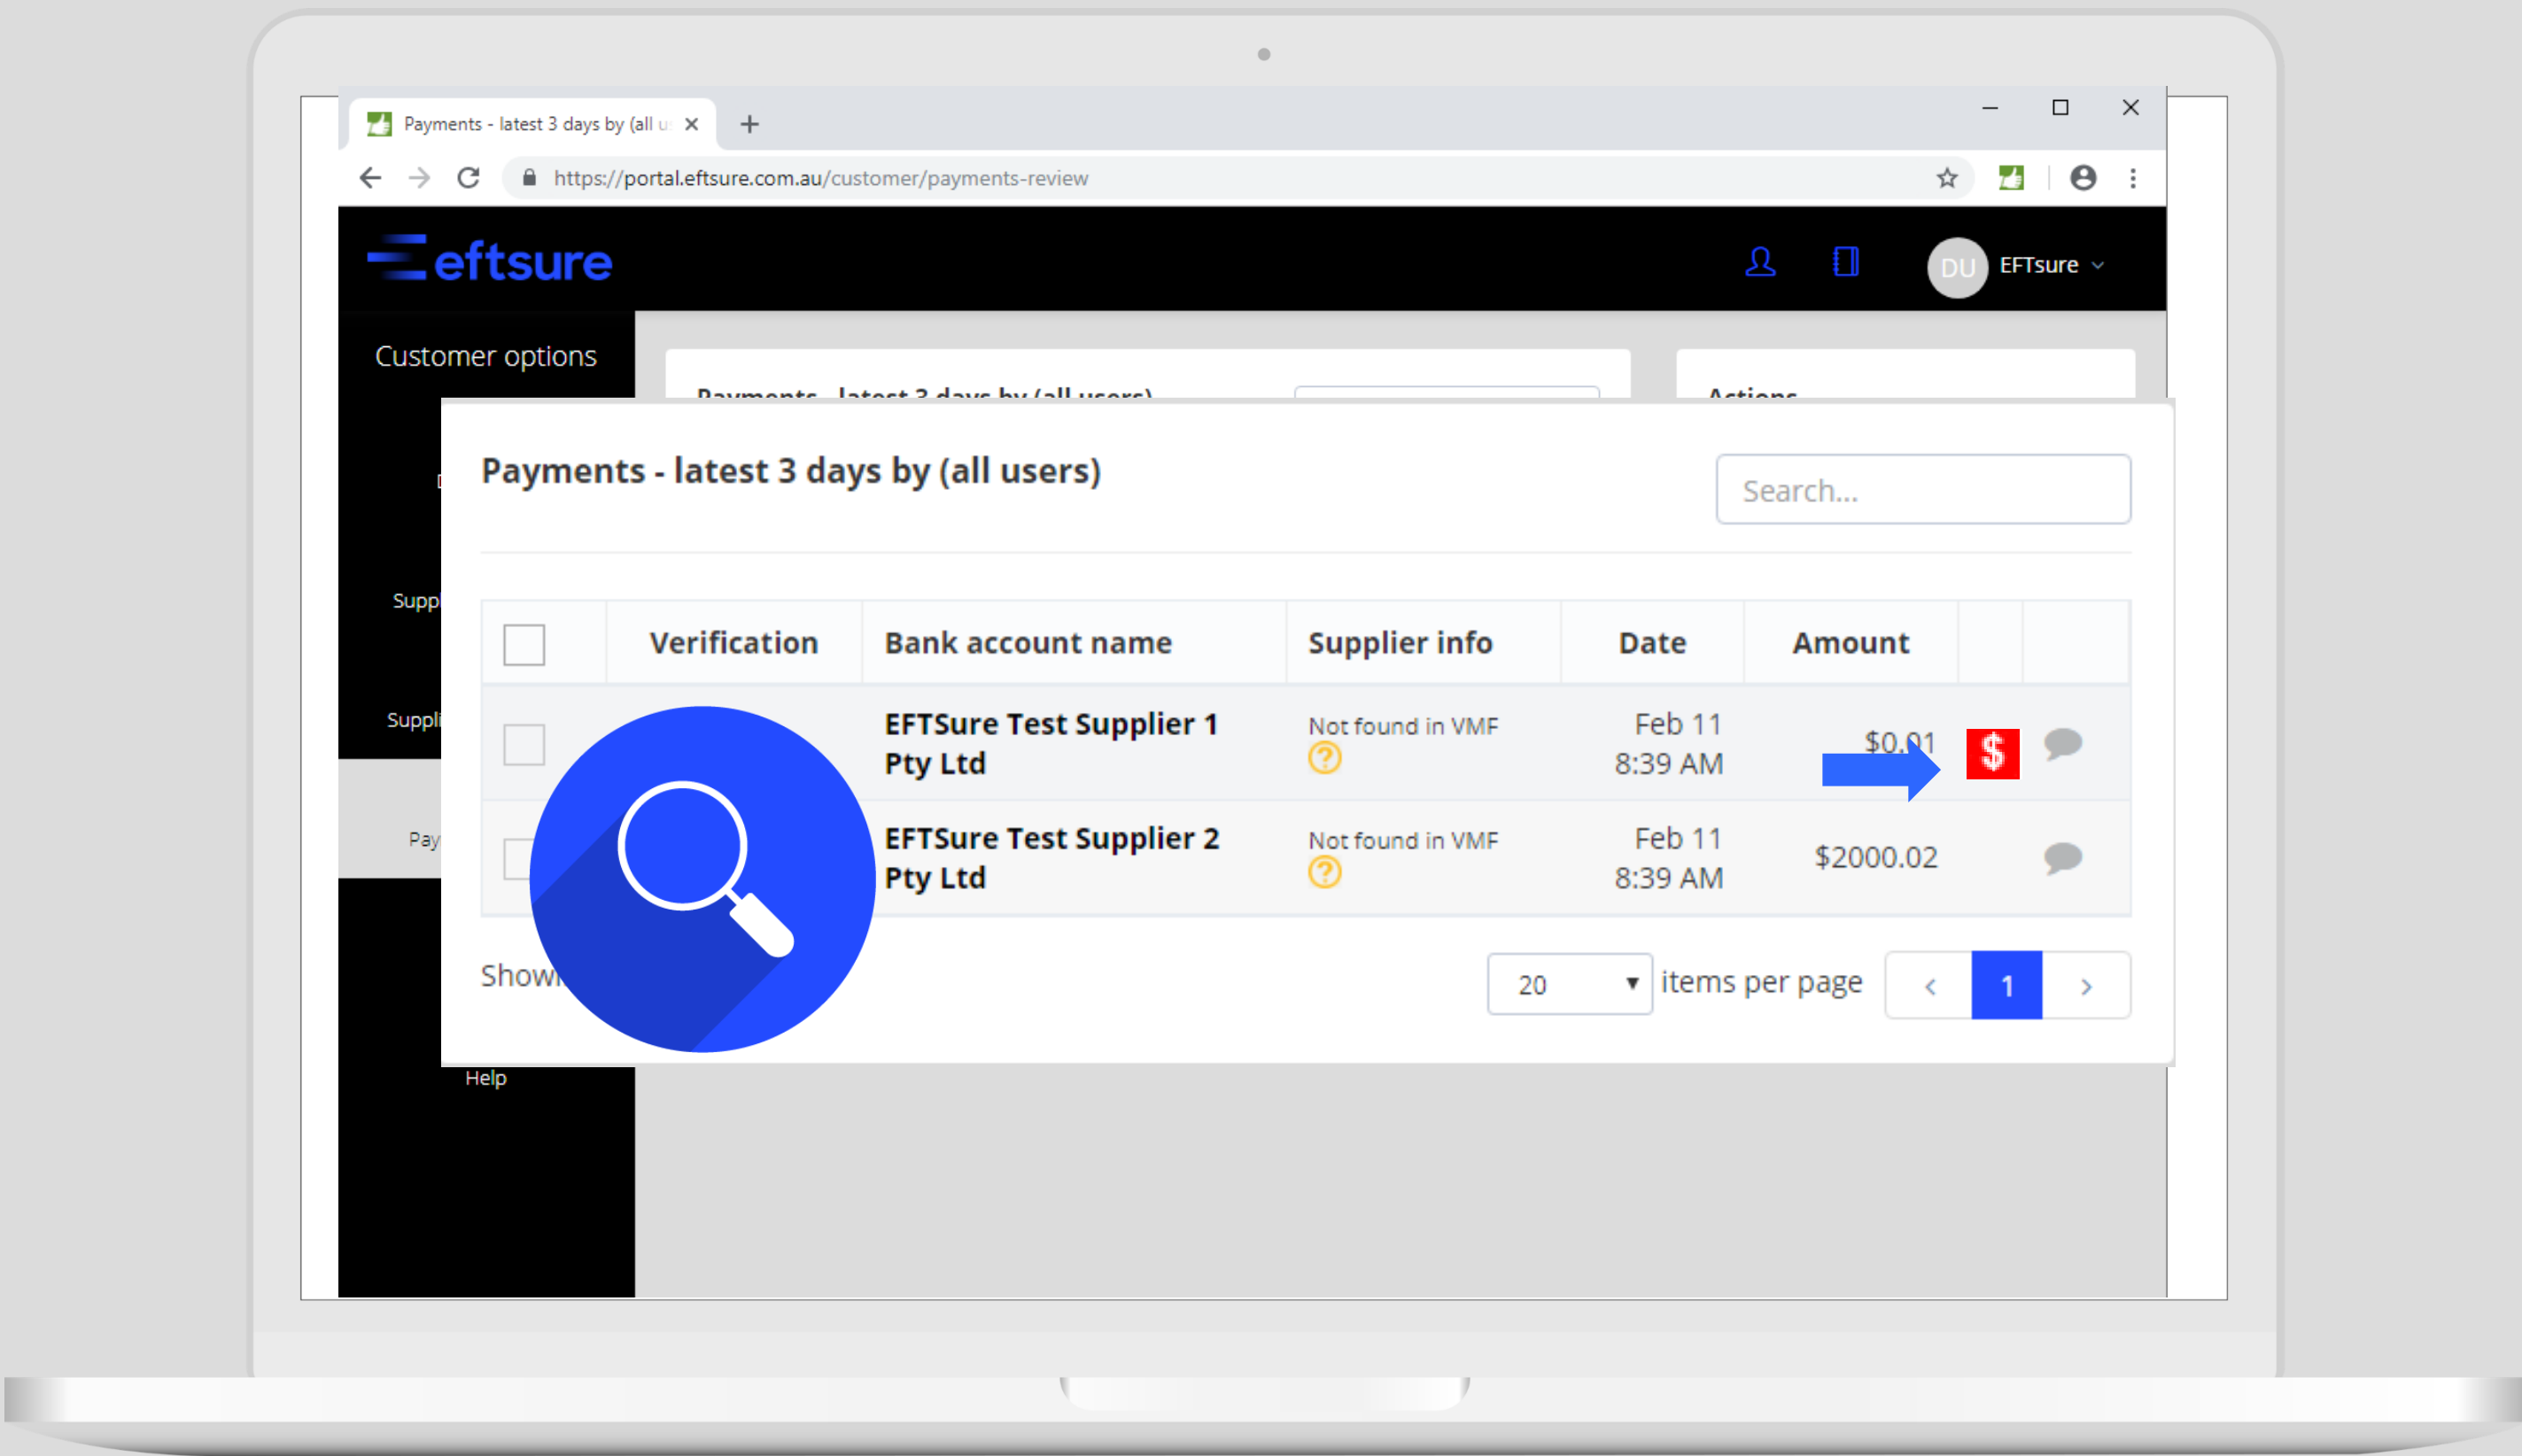 Payments - latest 3 days by (all u
https://portal.eftsure.com.au/customer/payments-review
eftsure
DU EFTsure
Customer options
Payments - latest 3 days by (all users)
Actions
Payments - latest 3 days by (all users)
Search...
Verification Bank account name Supplier info Date Amount
EFTSure Test Supplier 1
Pty Ltd
Not found in VMF
?
Feb 11
8:39 AM
$0.01
$
EFTSure Test Supplier 2
Pty Ltd
Not found in VMF
?
Feb 11
8:39 AM
$2000.02
20 items per page < 1 >
Help